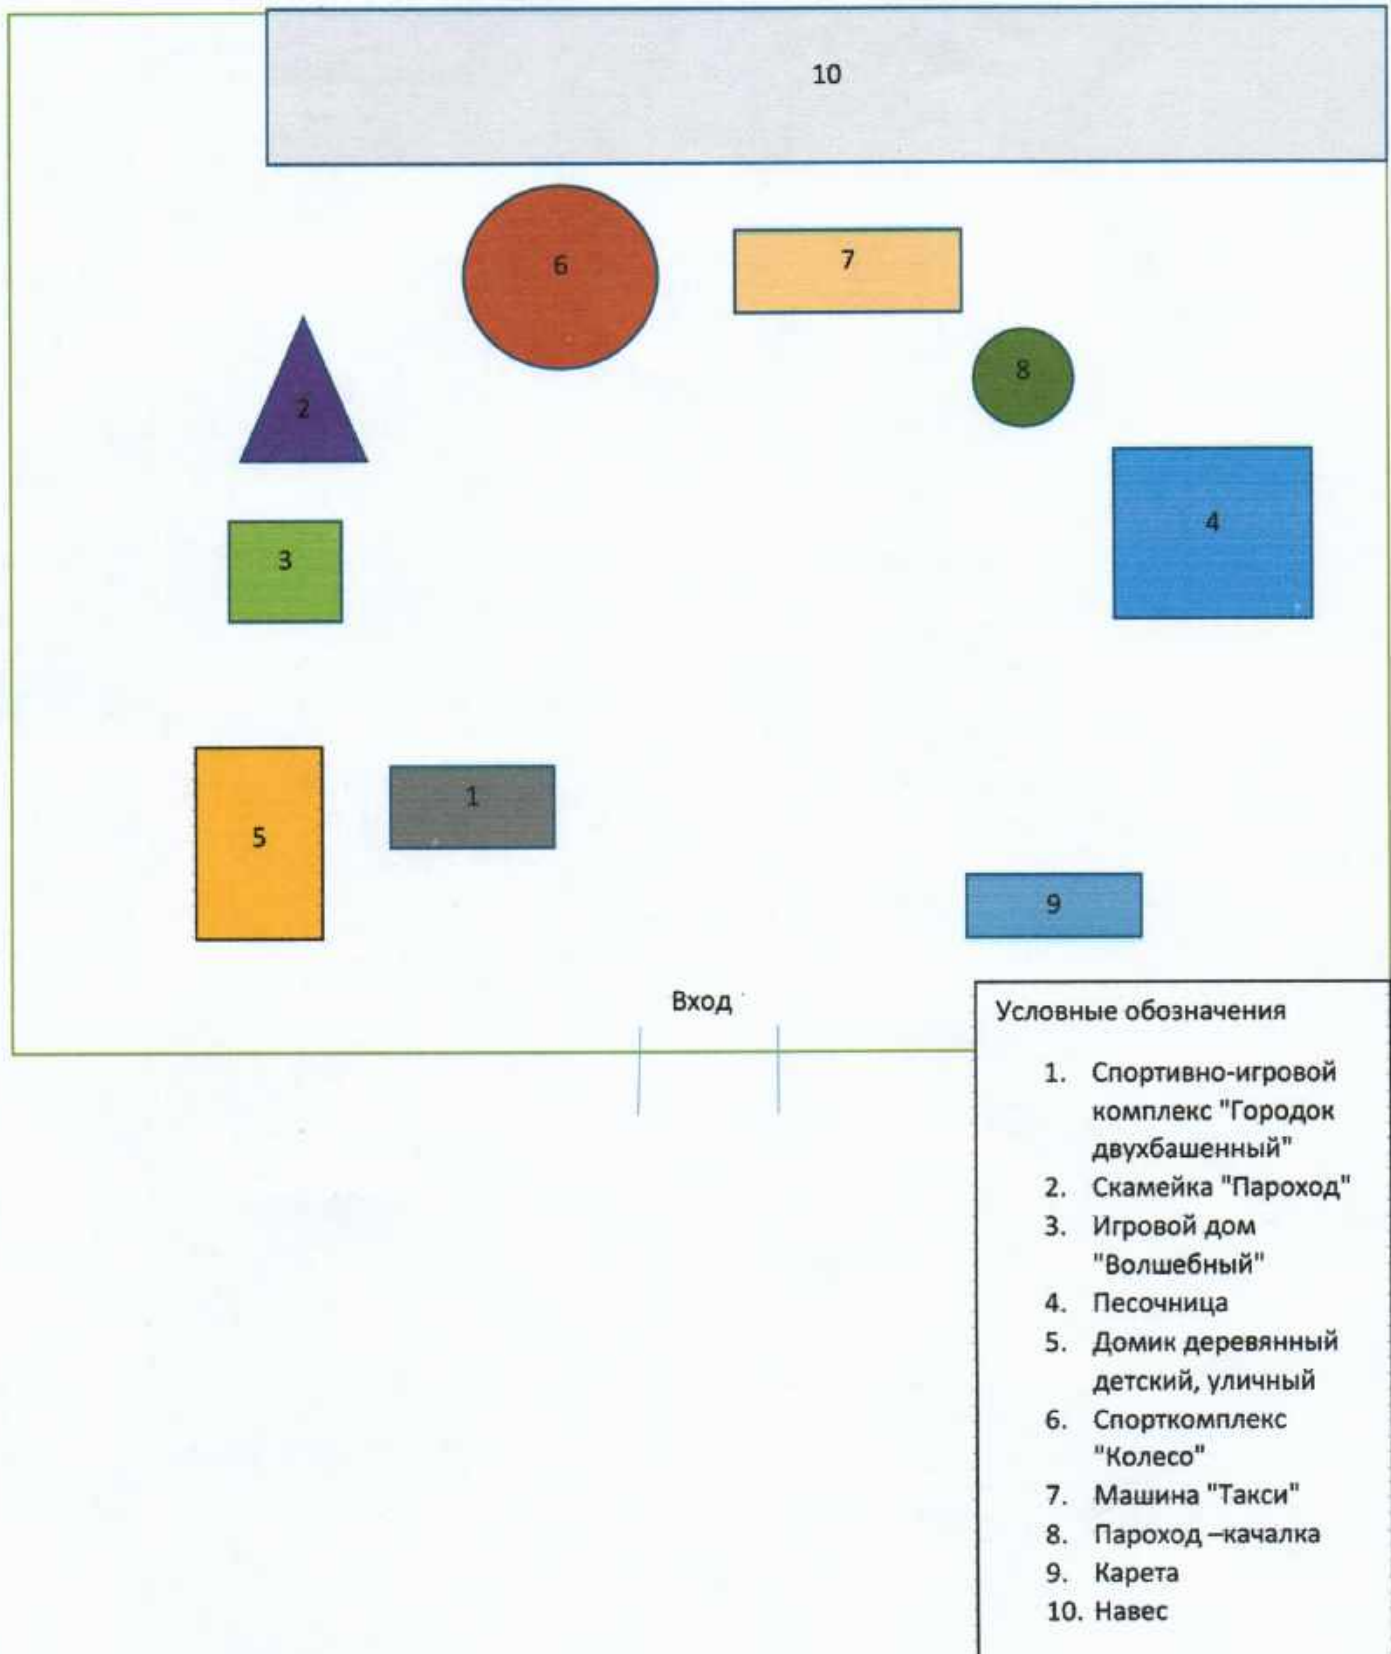 10
6
7
8
2
4
3
1
5
9
Вход
Условные обозначения
1. Спортивно-игровой
комплекс "Городок
двухбашенный"
2. Скамейка "Пароход"
3. Игровой дом
"Волшебный"
4. Песочница
5. Домик деревянный
детский, уличный
6. Спорткомплекс
"Колесо"
7. Машина "Такси"
8. Пароход –качалка
9. Карета
10. Навес